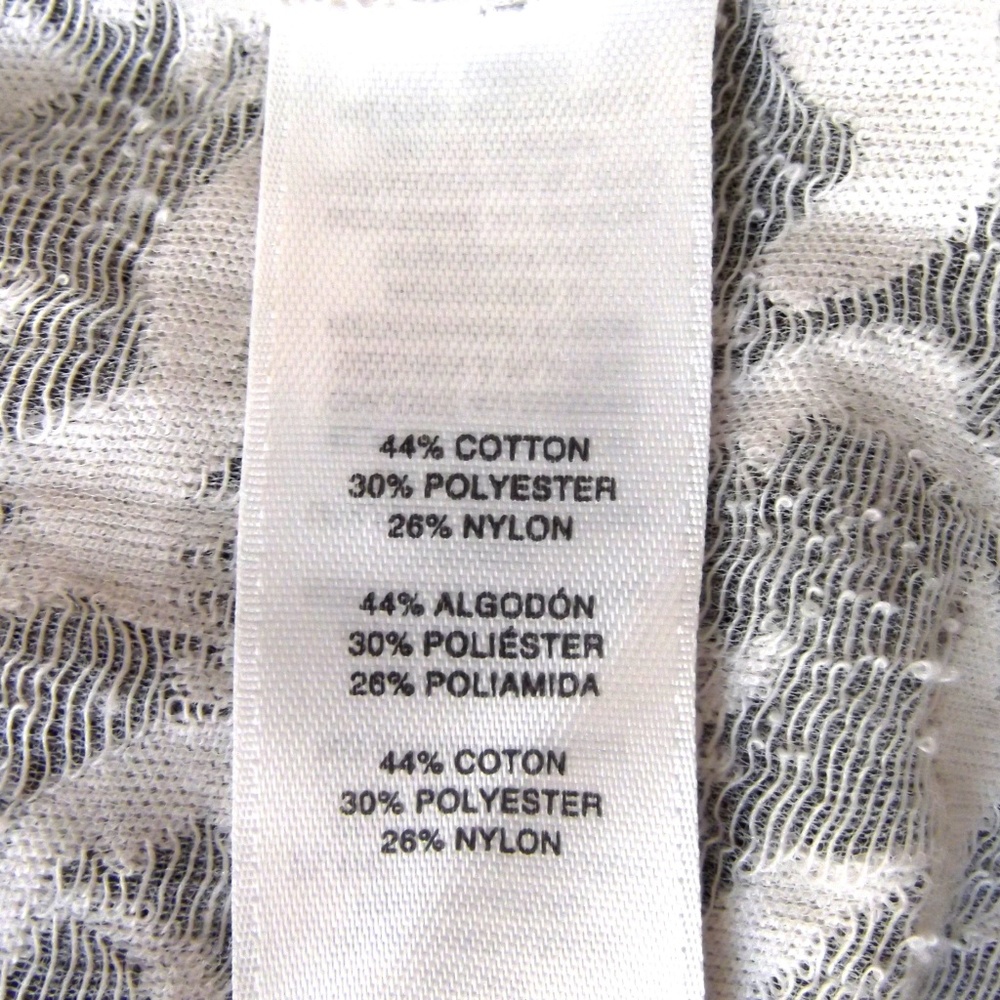 44% COTTON
30% POLYESTER
26% NYLON
44% ALGODÓN
30% POLIÉSTER
26% POLIAMIDA
44% COTON
30% POLYESTER
26% NYLON